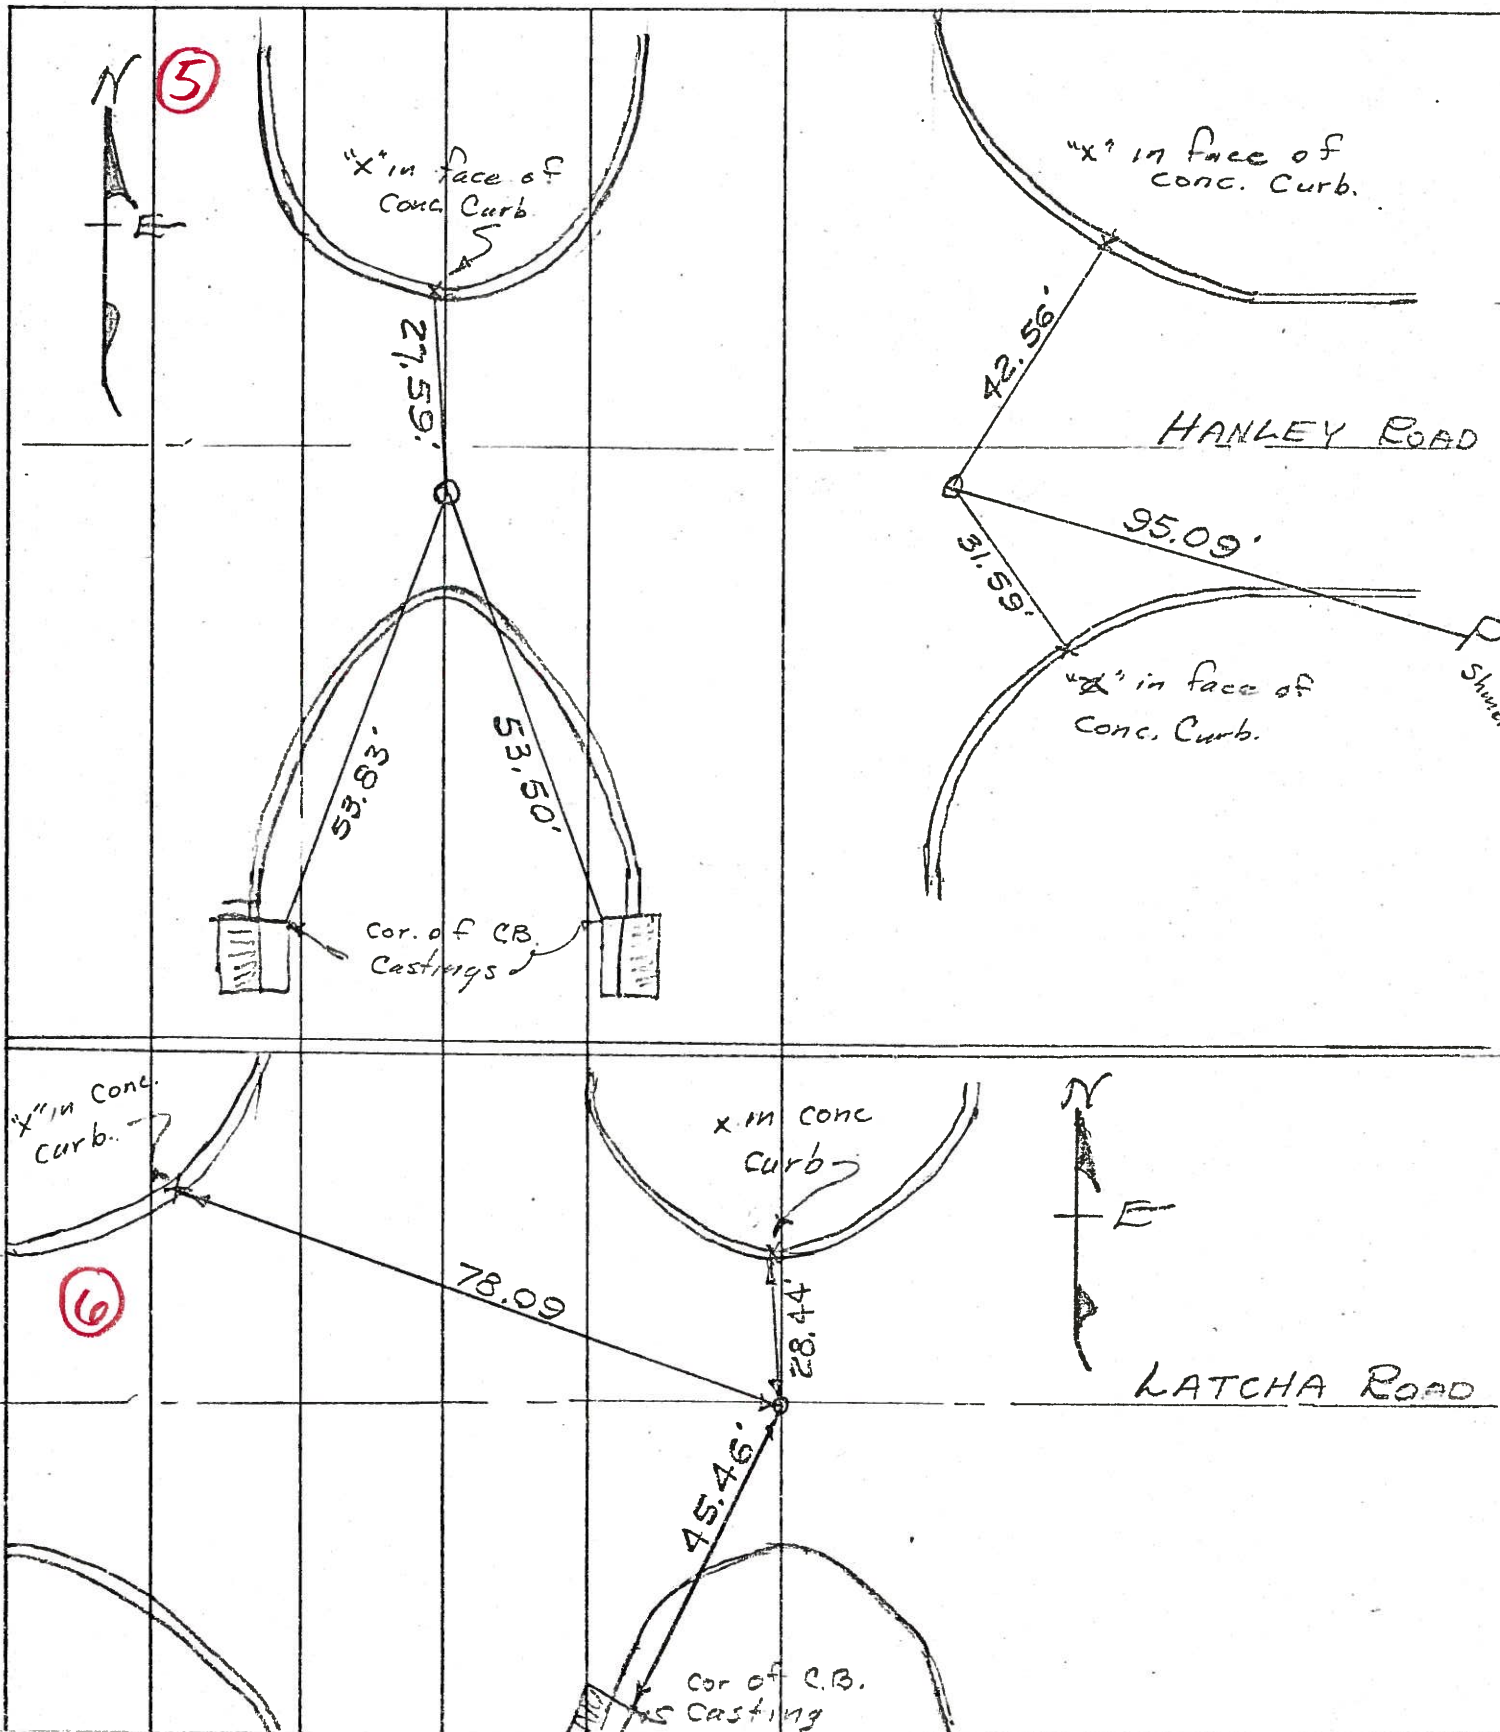 N
5
E
"x" in face of
Conc. Curb
27.59'
53.83'
53.50'
Cor. of C.B.
Castings
"x" in face of
Conc. Curb.
42.56'
HANLEY ROAD
95.09'
31.59'
"x" in face of
Conc. Curb.
"x" in Conc.
Curb.
6
78.09
x in conc
Curb
28.44'
45.46'
Cor of C.B.
Casting
N
E
LATCHA ROAD